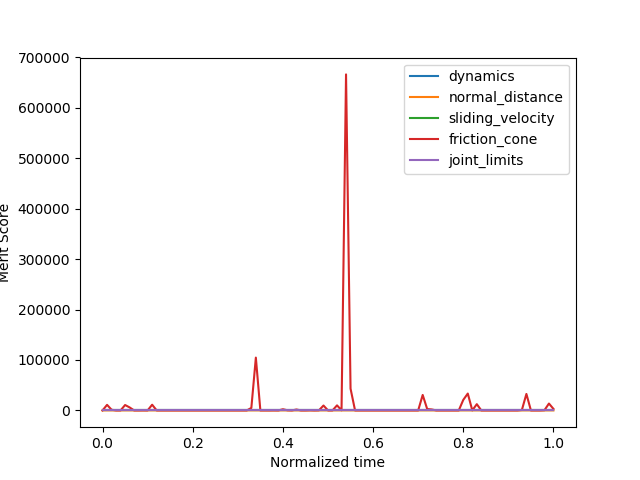 700000
600000
500000
400000
300000
200000
100000
0
Merit Score
dynamics
normal_distance
sliding_velocity
friction_cone
joint_limits
0.0 0.2 0.4 0.6 0.8 1.0
Normalized time